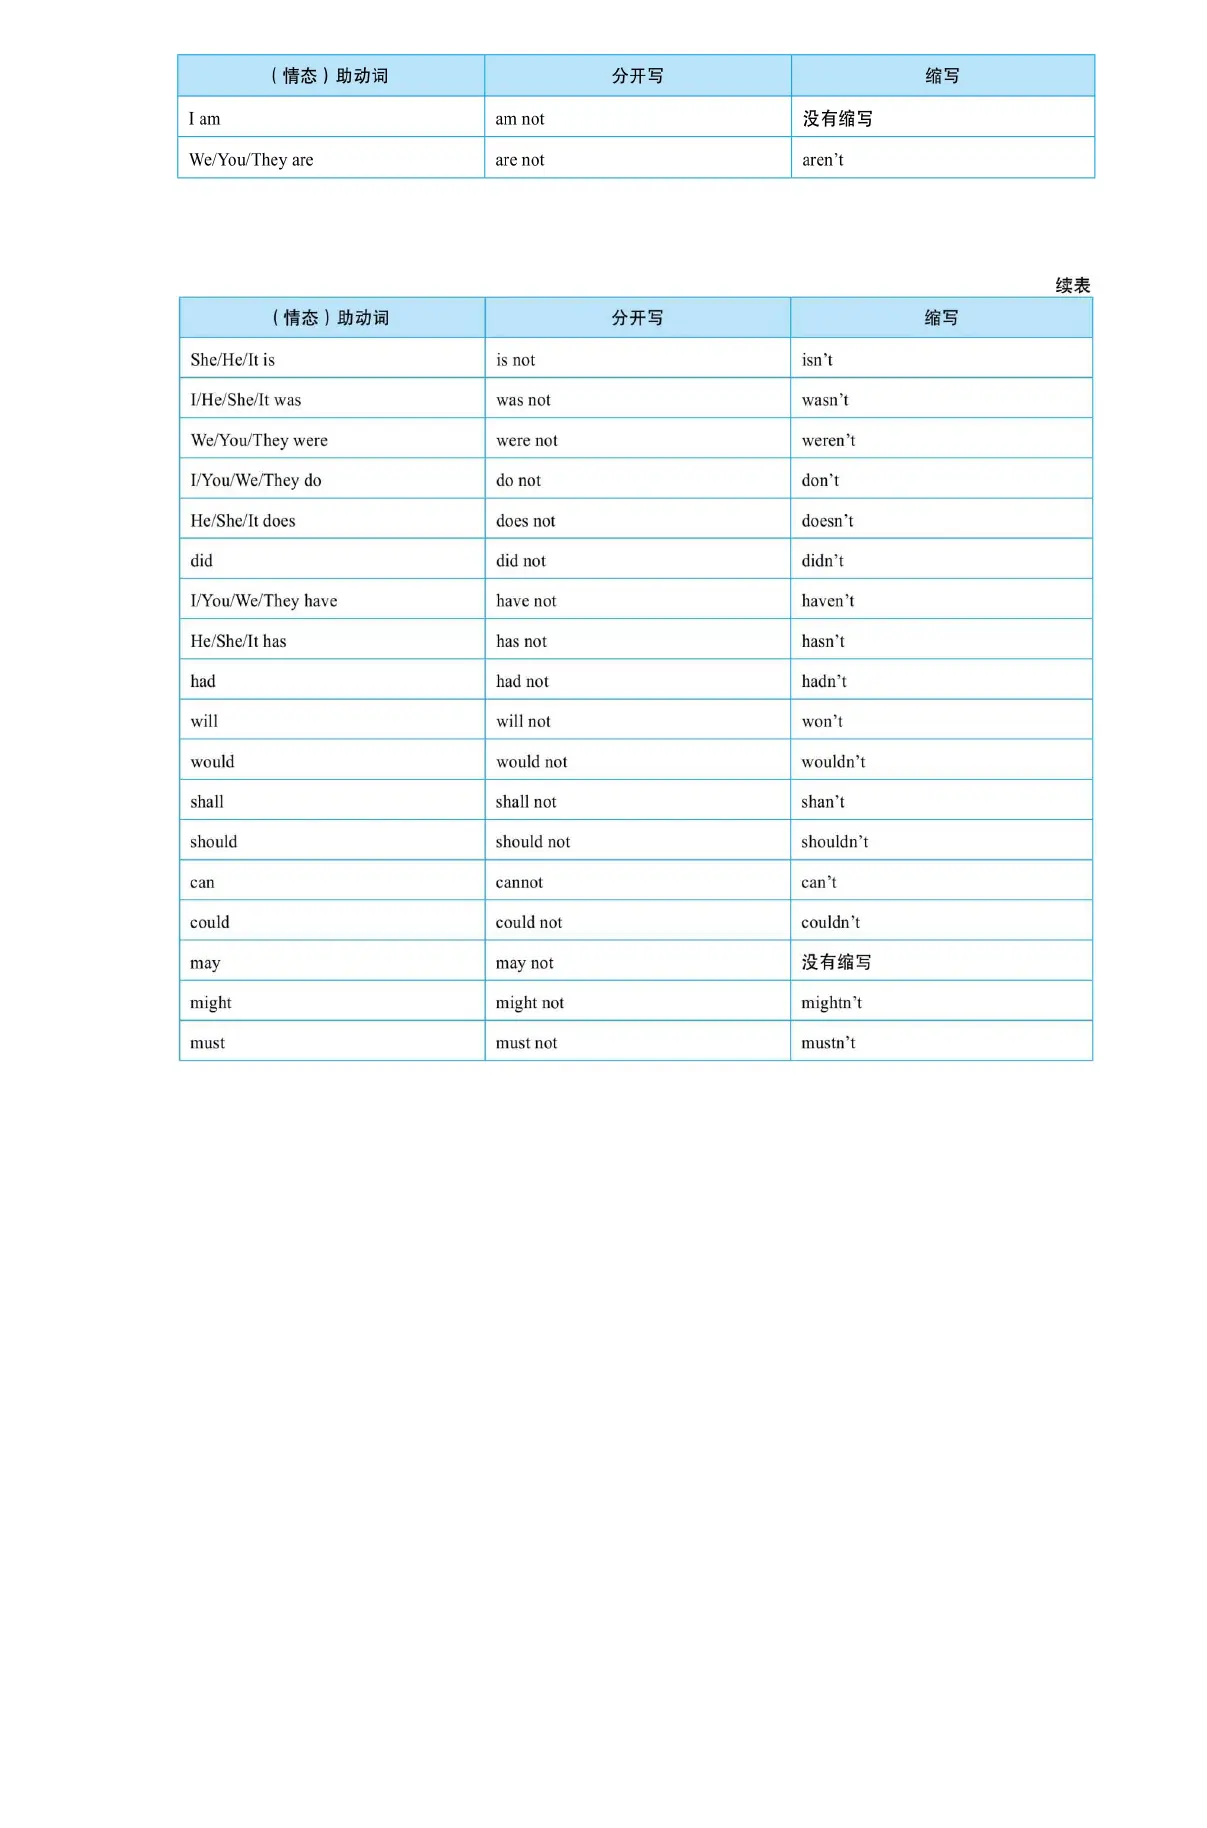 （情态）助动词 分开写 缩写
I am am not 没有缩写
We/You/They are are not aren’t
续表
（情态）助动词 分开写 缩写
She/He/It is is not isn’t
I/He/She/It was was not wasn’t
We/You/They were were not weren’t
I/You/We/They do do not don’t
He/She/It does does not doesn’t
did did not didn’t
I/You/We/They have have not haven’t
He/She/It has has not hasn’t
had had not hadn’t
will will not won’t
would would not wouldn’t
shall shall not shan’t
should should not shouldn’t
can cannot can’t
could could not couldn’t
may may not 没有缩写
might might not mightn’t
must must not mustn’t